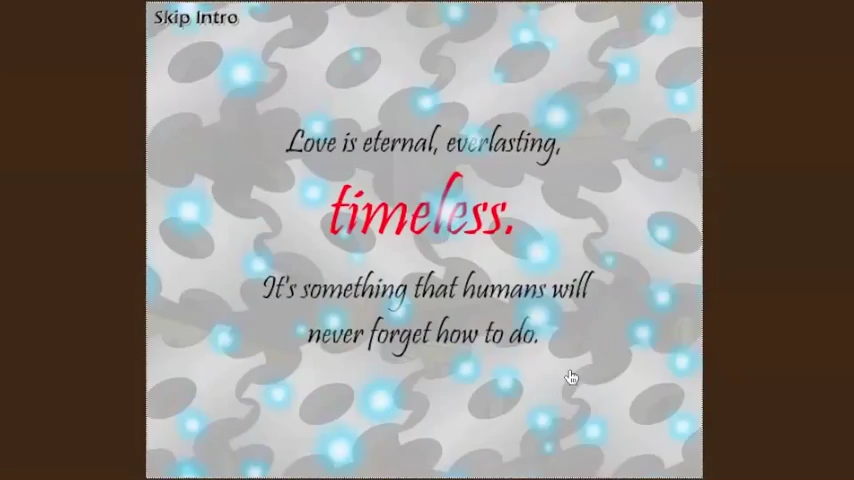 Skip Intro
Love is eternal, everlasting,
timeless.
It's something that humans will
never forget how to do.